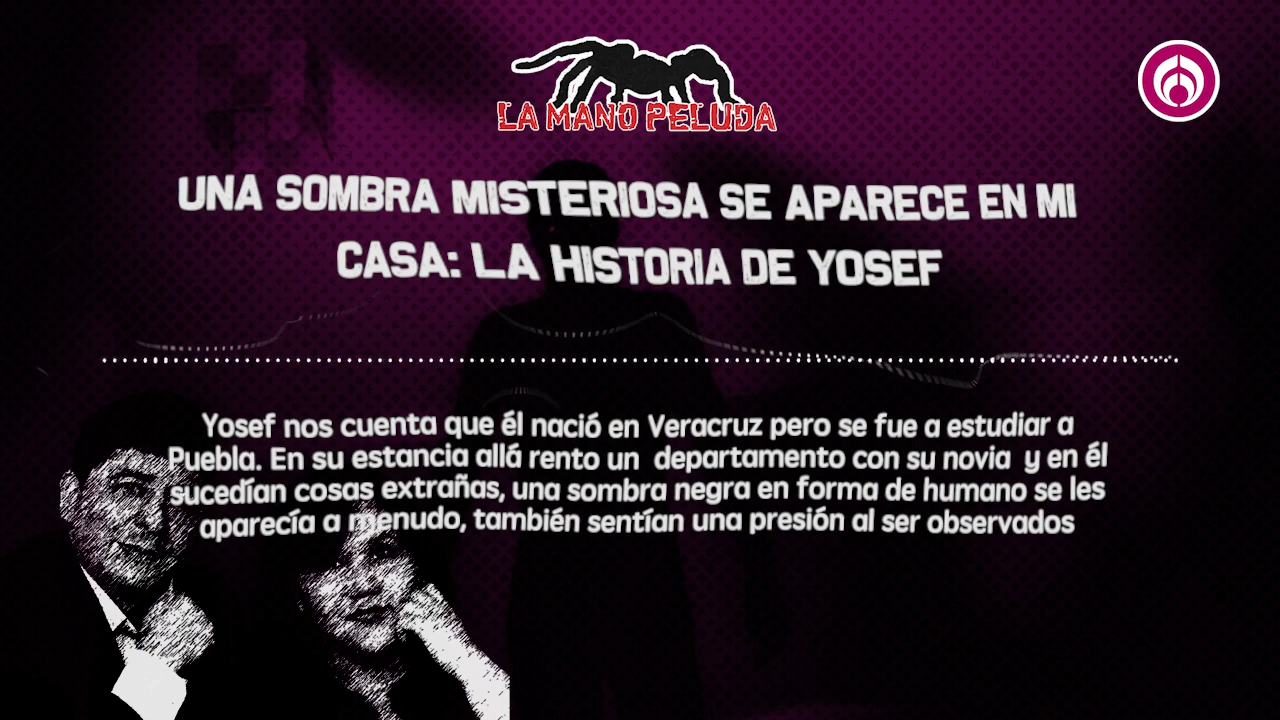 LA MANO PELUDA
UNA SOMBRA MISTERIOSA SE APARECE EN MI
CASA: LA HISTORIA DE YOSEF
Yosef nos cuenta que él nació en Veracruz pero se fue a estudiar a
Puebla. En su estancia allá rento un departamento con su novia y en él
sucedían cosas extrañas, una sombra negra en forma de humano se les
aparecía a menudo, también sentían una presión al ser observados